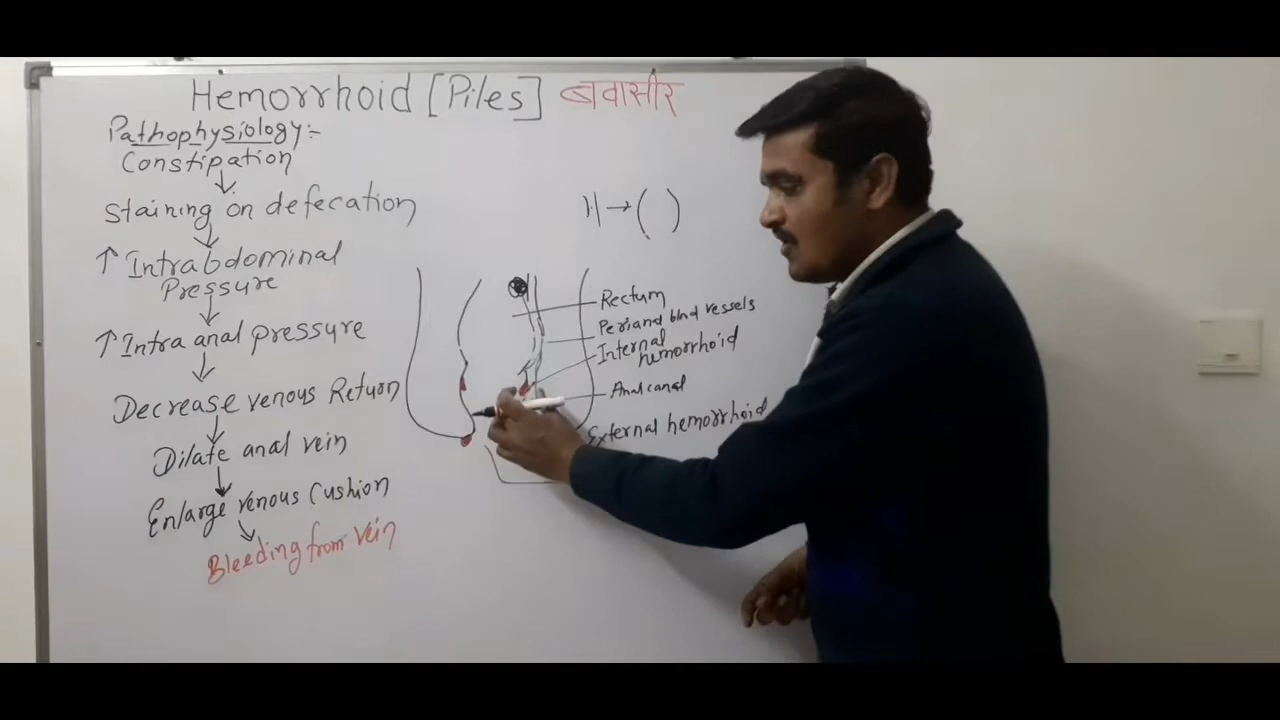 Hemorrhoid [Piles] बवासीर
Pathophysiology:-
Constipation
↓
Staining on defecation
↓
↑ Intrabdominal
Pressure
↓
↑ Intra anal pressure
↓
Decrease venous Return
↓
Dilate anal vein
↓
Enlarge venous Cushion
↓
Bleeding from vein
H → ( )
Rectum
Perianal blood vessels
Internal
hemorrhoid
Anal canal
External hemorrhoid